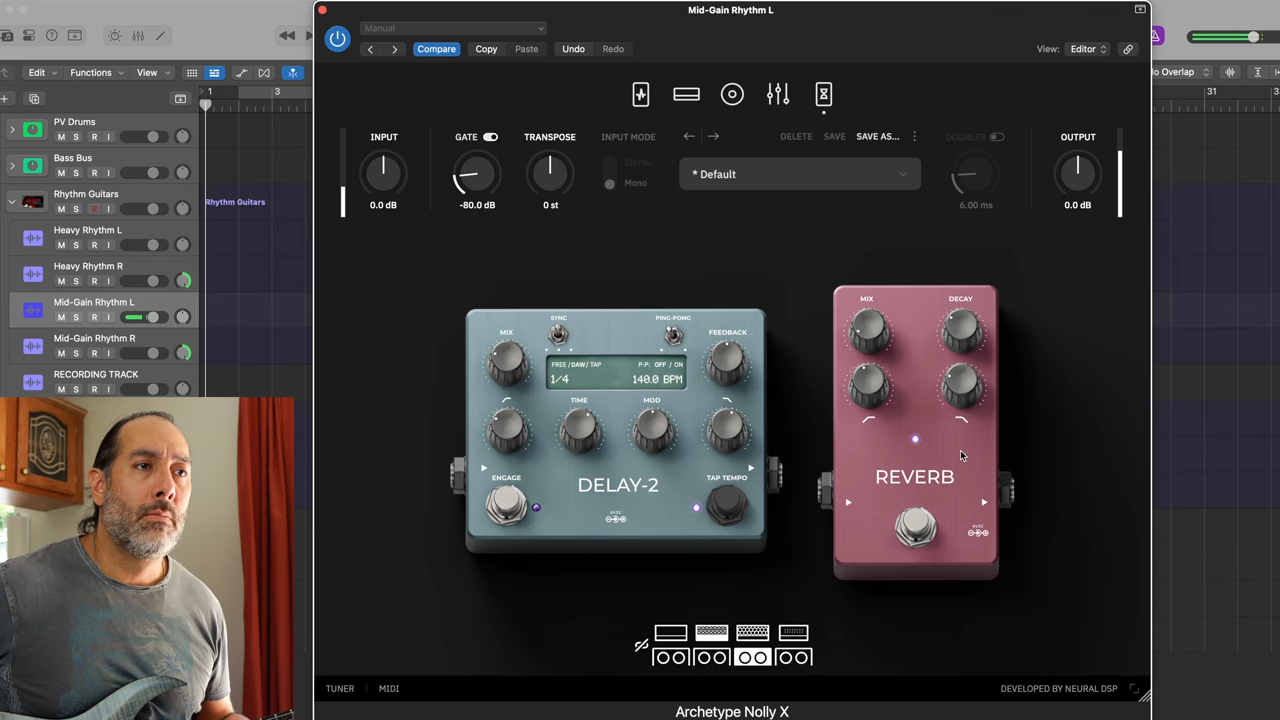 Mid-Gain Rhythm L
Manual
Compare
Copy
Paste
Undo
Redo
View:
Editor
Edit
Functions
View
o Overlap
1
3
31
3
PV Drums
M S R I
Bass Bus
M S R I
Rhythm Guitars
M S R I
Rhythm Guitars
Heavy Rhythm L
M S R I
Heavy Rhythm R
M S R I
Mid-Gain Rhythm L
M S R I
Mid-Gain Rhythm R
M S R I
RECORDING TRACK
M S R I
INPUT
0.0 dB
GATE
-80.0 dB
TRANSPOSE
0 st
INPUT MODE
Stereo
Mono
DELETE
SAVE
SAVE AS...
* Default
DOUBLER
6.00 ms
OUTPUT
0.0 dB
SYNC
PING-PONG
MIX
FEEDBACK
FREE / DAW / TAP
P-P: OFF / ON
1/4
140.0 BPM
TIME
MOD
ENGAGE
DELAY-2
TAP TEMPO
9VDC
MIX
DECAY
REVERB
9VDC
TUNER
MIDI
DEVELOPED BY NEURAL DSP
Archetype Nolly X